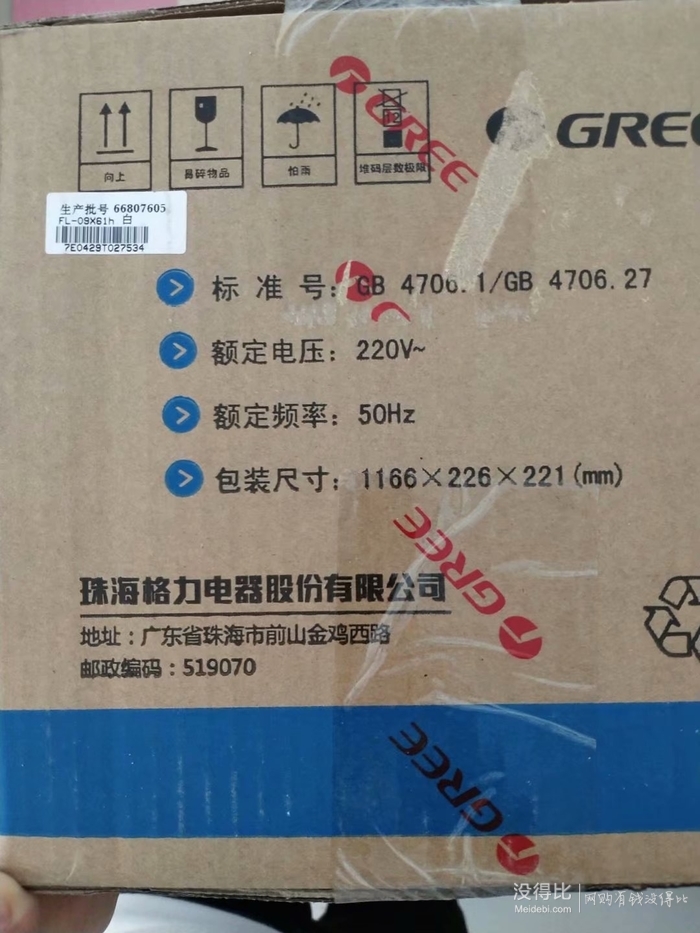 GREE
GREE
12
向上
易碎物品
怕雨
堆码层数极限
生产批号 66807605
FL-09X61h 白
7E0429T027534
标 准 号: GB 4706.1/GB 4706.27
额定电压: 220V~
额定频率: 50Hz
包装尺寸: 1166×226×221(mm)
GREE
珠海格力电器股份有限公司
地址:广东省珠海市前山金鸡西路
邮政编码:519070
GREE
没得比
Meidebi.com
网购有钱没得比